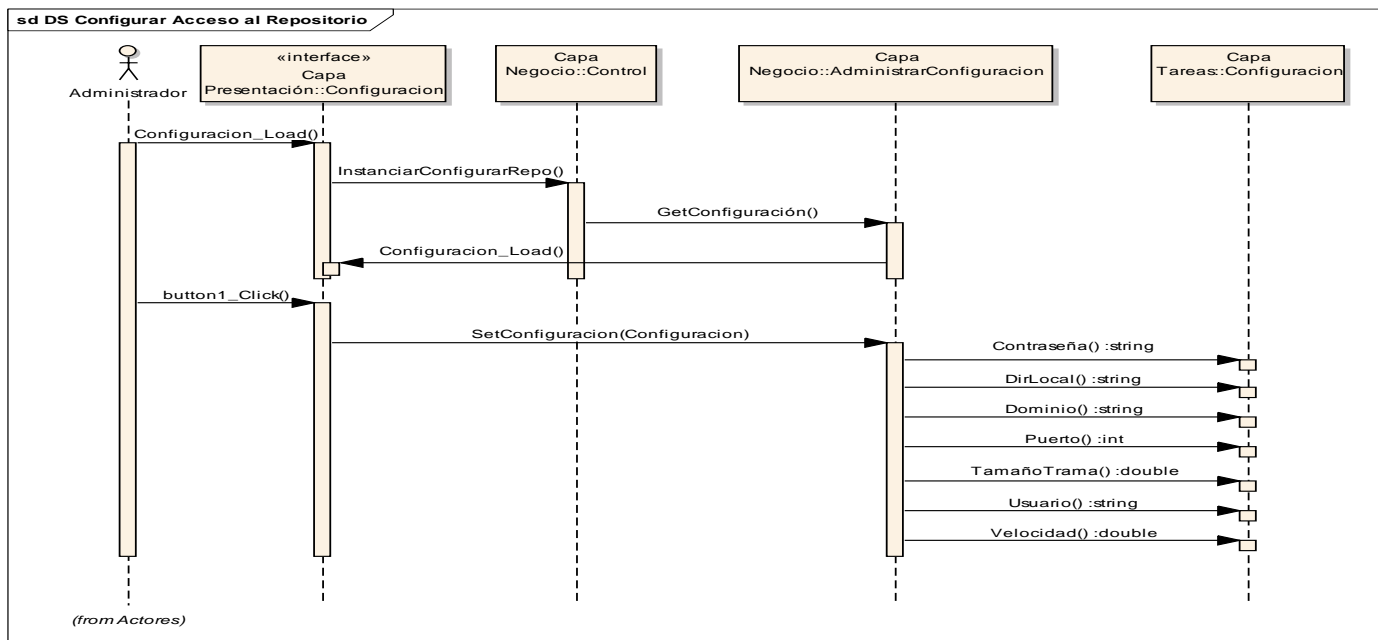 sd DS Configurar Acceso al Repositorio
Administrador
«interface»
Capa
Presentación::Configuracion
Capa
Negocio::Control
Capa
Negocio::AdministrarConfiguracion
Capa
Tareas::Configuracion
Configuracion_Load()
InstanciarConfigurarRepo()
GetConfiguración()
Configuracion_Load()
button1_Click()
SetConfiguracion(Configuracion)
Contraseña() :string
DirLocal() :string
Dominio() :string
Puerto() :int
TamañoTrama() :double
Usuario() :string
Velocidad() :double
(from Actores)